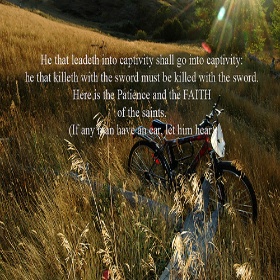 He that leadeth into captivity shall go into captivity:
he that killeth with the sword must be killed with the sword.
Here is the Patience and the FAITH
of the saints.
(If any man have an ear, let him hear)